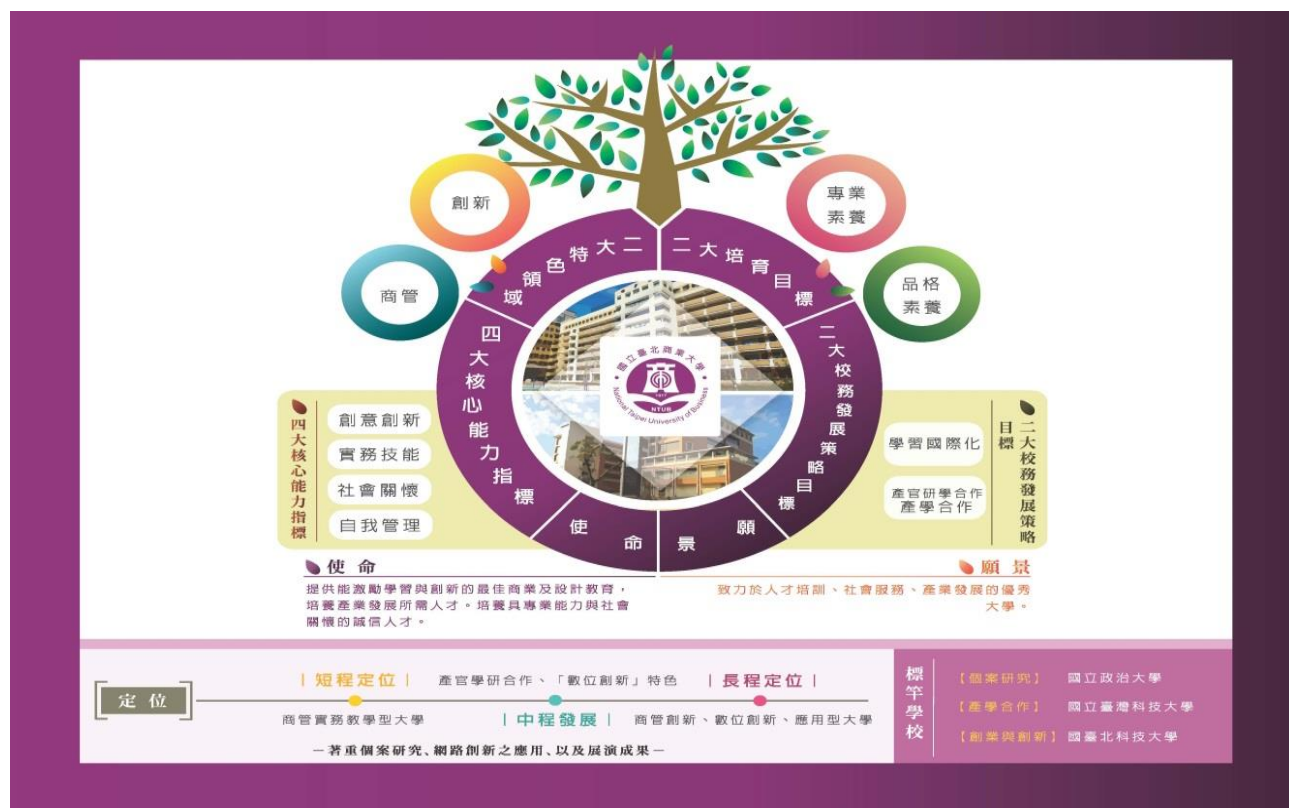 創新
商管
專業
素養
品格
素養
二大特色領域
二大培育目標
四大核心能力指標
二大校務發展策略目標
使命
願景
國立臺北商業大學
1917
NTUB
National Taipei University of Business
四大核心能力指標
創意創新
實務技能
社會關懷
自我管理
學習國際化
產官研學合作
產學合作
二大校務發展策略
目標
使命
提供能激勵學習與創新的最佳商業及設計教育，
培養產業發展所需人才。培養具專業能力與社會
關懷的誠信人才。
願景
致力於人才培訓、社會服務、產業發展的優秀
大學。
定位
|短程定位|
產官學研合作、「數位創新」特色
|長程定位|
商管實務教學型大學
|中程發展|
商管創新、數位創新、應用型大學
－著重個案研究、網路創新之應用、以及展演成果－
標竿學校
【個案研究】 國立政治大學
【產學合作】 國立臺灣科技大學
【創業與創新】 國臺北科技大學